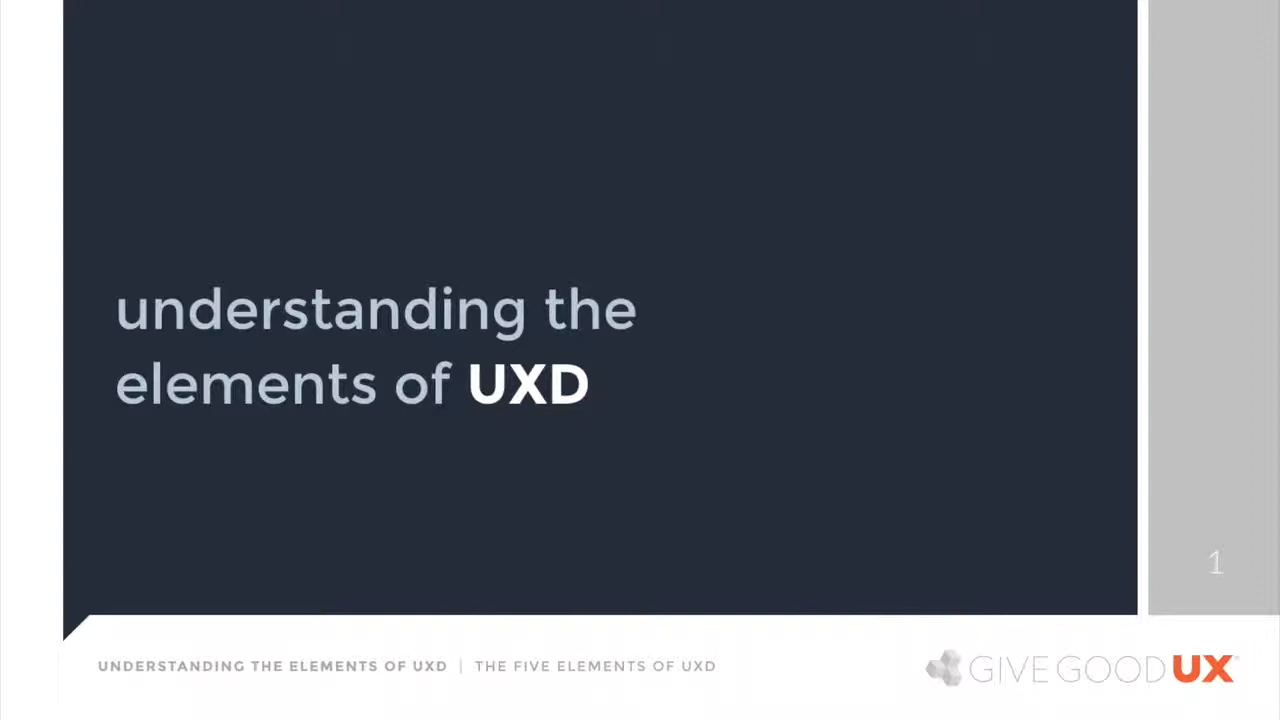 understanding the
elements of UXD
1
UNDERSTANDING THE ELEMENTS OF UXD | THE FIVE ELEMENTS OF UXD
GIVE GOOD UX